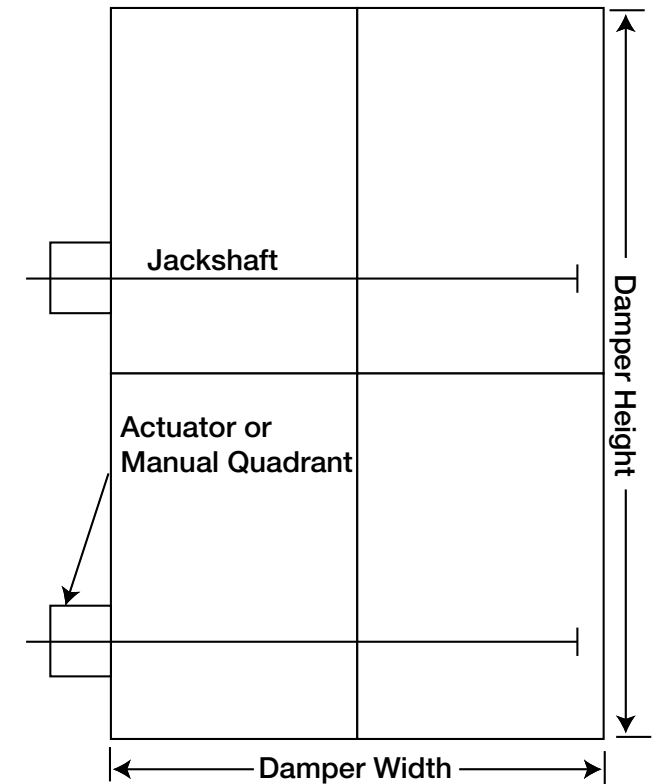 Jackshaft
Damper Height
Actuator or
Manual Quadrant
Damper Width